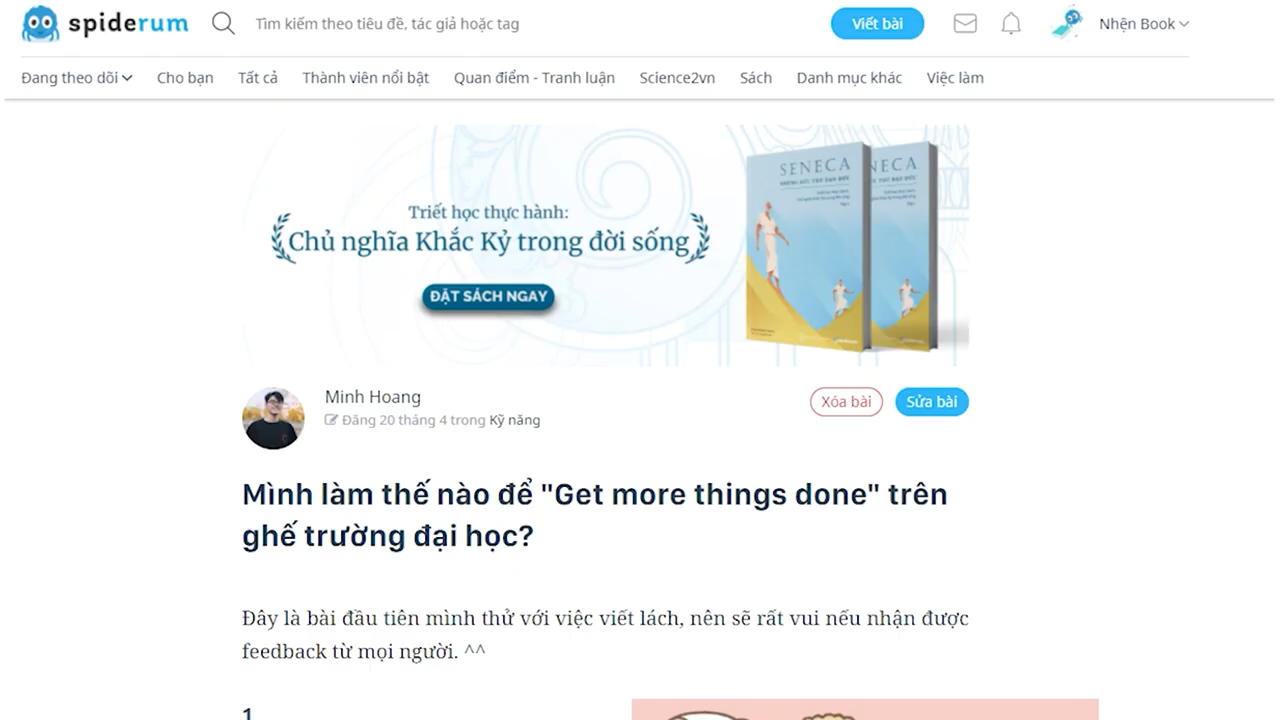 spiderum
Tìm kiếm theo tiêu đề, tác giả hoặc tag
Viết bài
Nhện Book
Đang theo dõi
Cho bạn
Tất cả
Thành viên nổi bật
Quan điểm - Tranh luận
Science2vn
Sách
Danh mục khác
Việc làm
Triết học thực hành:
Chủ nghĩa Khắc Kỷ trong đời sống
ĐẶT SÁCH NGAY
SENECA
NECA
Minh Hoang
Đăng 20 tháng 4 trong Kỹ năng
Xóa bài
Sửa bài
Mình làm thế nào để "Get more things done" trên
ghế trường đại học?
Đây là bài đầu tiên mình thử với việc viết lách, nên sẽ rất vui nếu nhận được
feedback từ mọi người. ^^
1